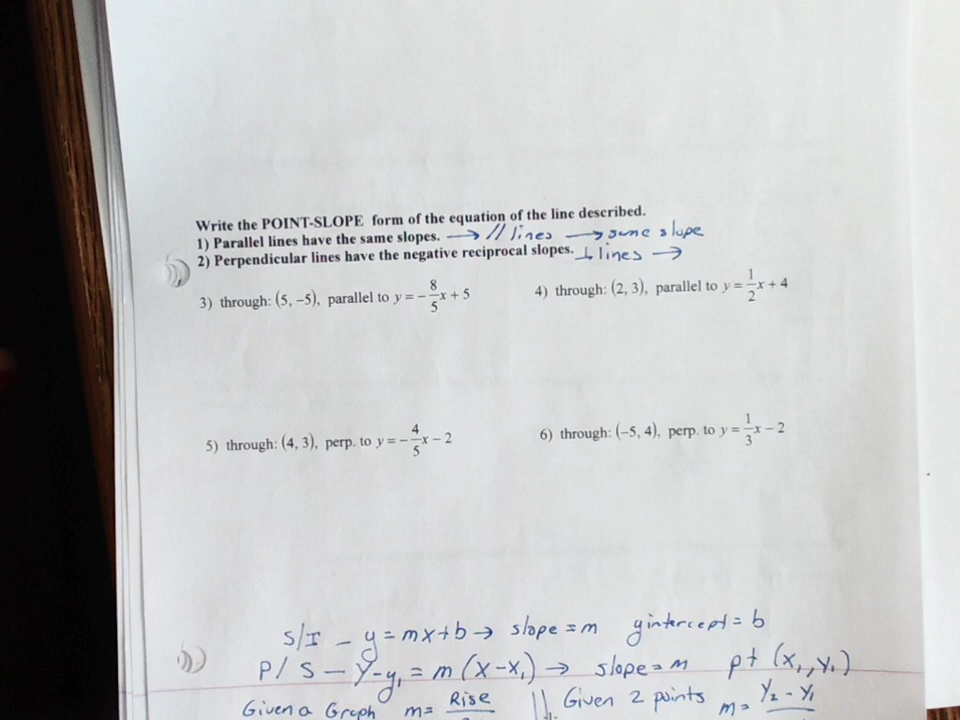 Write the POINT-SLOPE form of the equation of the line described.
1) Parallel lines have the same slopes. → // lines → same slope
2) Perpendicular lines have the negative reciprocal slopes. ⊥ lines →
3) through: (5, −5), parallel to y = −8/5x + 5
4) through: (2, 3), parallel to y = 1/2x + 4
5) through: (4, 3), perp. to y = −4/5x − 2
6) through: (−5, 4), perp. to y = 1/3x − 2
S/I – y = mx+b → slope = m y intercept = b
P/S – Y-y₁ = m(x-x₁) → slope = m pt (x₁, y₁)
Given a Graph m = Rise || Given 2 points m = Y₂ - Y₁